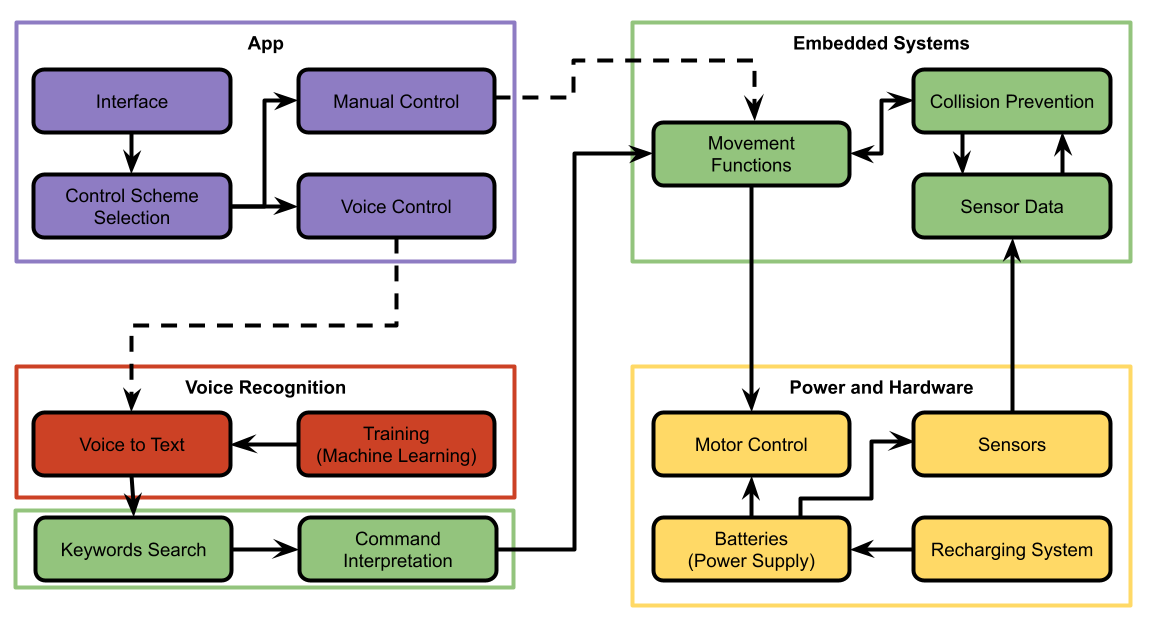 App
Interface
Manual Control
Control Scheme
Selection
Voice Control
Embedded Systems
Collision Prevention
Movement
Functions
Sensor Data
Voice Recognition
Voice to Text
Training
(Machine Learning)
Keywords Search
Command
Interpretation
Power and Hardware
Motor Control
Sensors
Batteries
(Power Supply)
Recharging System